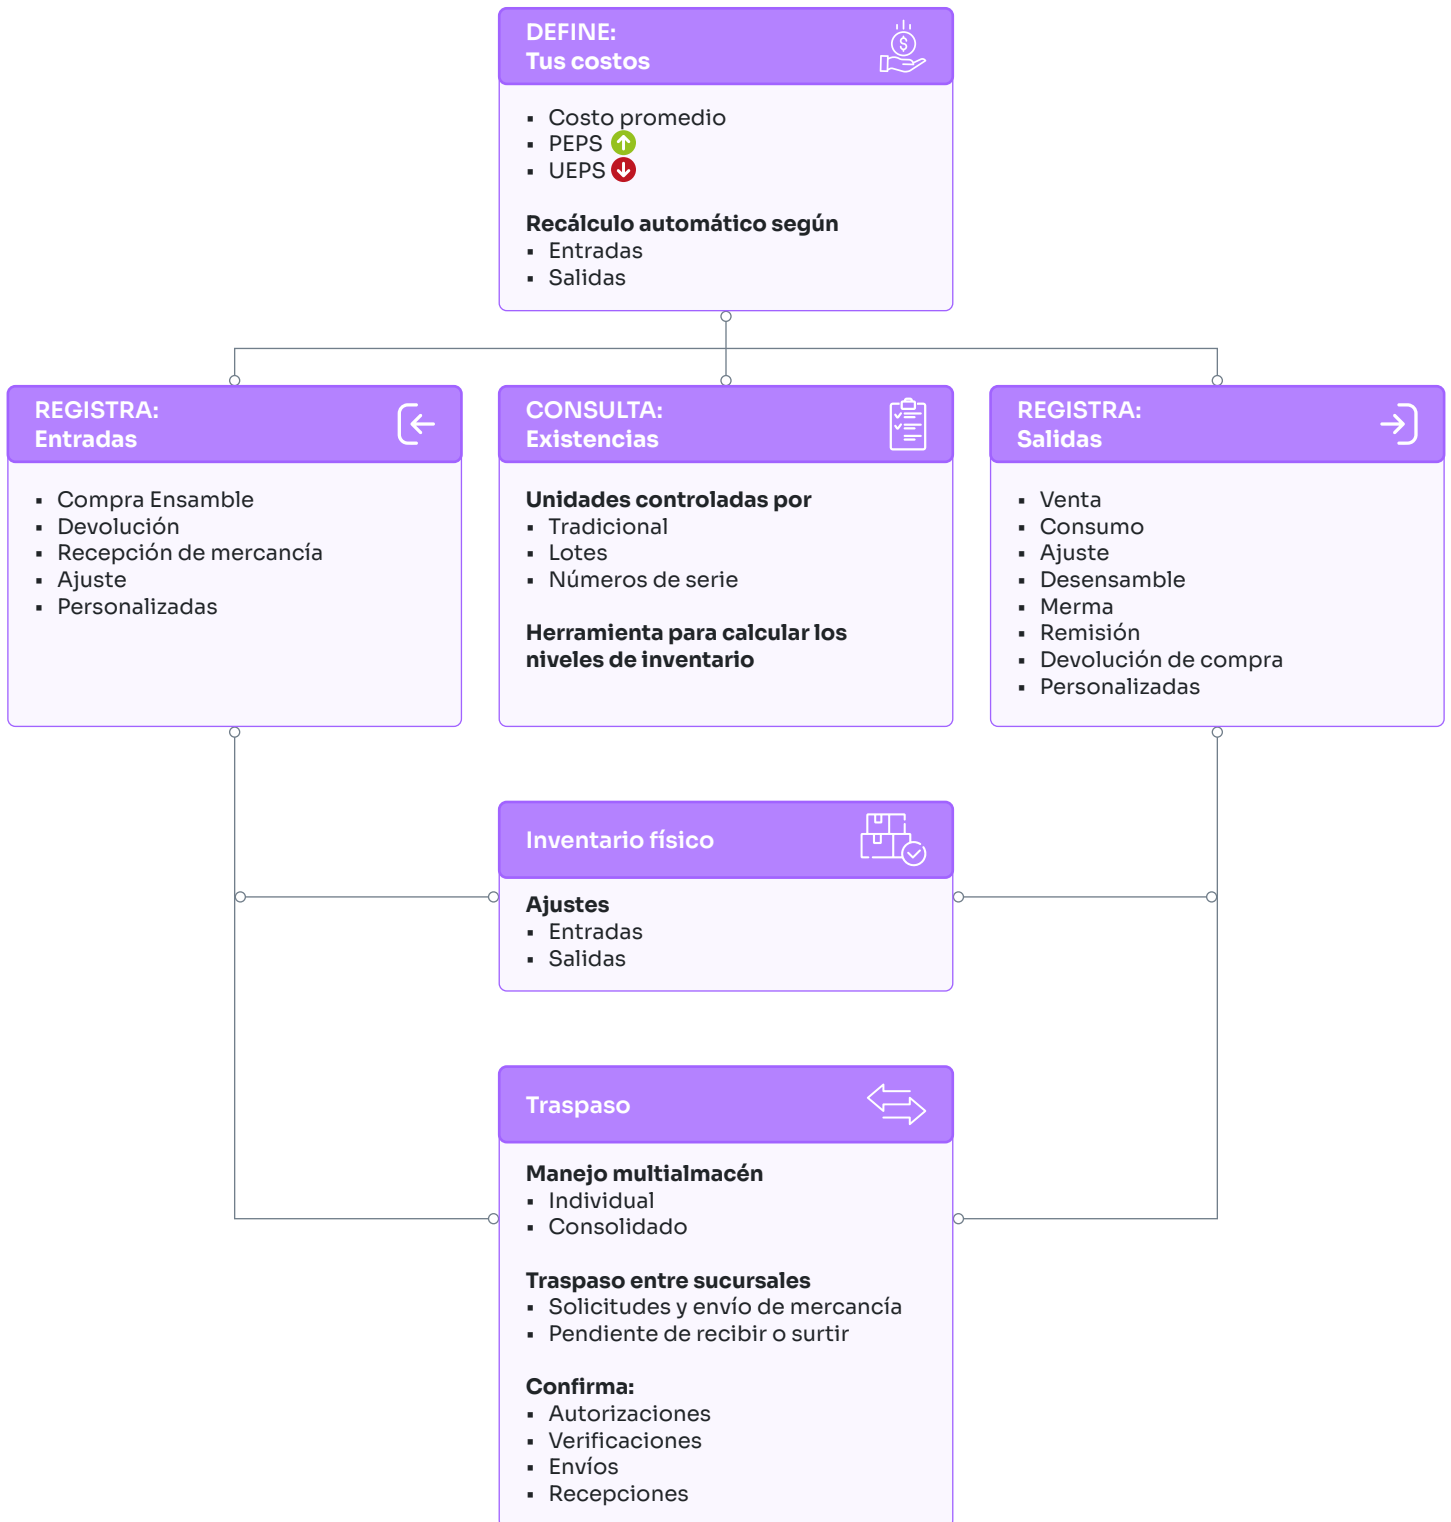 DEFINE:
Tus costos
▪ Costo promedio
▪ PEPS
▪ UEPS
Recálculo automático según
▪ Entradas
▪ Salidas
REGISTRA:
Entradas
▪ Compra Ensamble
▪ Devolución
▪ Recepción de mercancía
▪ Ajuste
▪ Personalizadas
CONSULTA:
Existencias
Unidades controladas por
▪ Tradicional
▪ Lotes
▪ Números de serie
Herramienta para calcular los
niveles de inventario
REGISTRA:
Salidas
▪ Venta
▪ Consumo
▪ Ajuste
▪ Desensamble
▪ Merma
▪ Remisión
▪ Devolución de compra
▪ Personalizadas
Inventario físico
Ajustes
▪ Entradas
▪ Salidas
Traspaso
Manejo multialmacén
▪ Individual
▪ Consolidado
Traspaso entre sucursales
▪ Solicitudes y envío de mercancía
▪ Pendiente de recibir o surtir
Confirma:
▪ Autorizaciones
▪ Verificaciones
▪ Envíos
▪ Recepciones